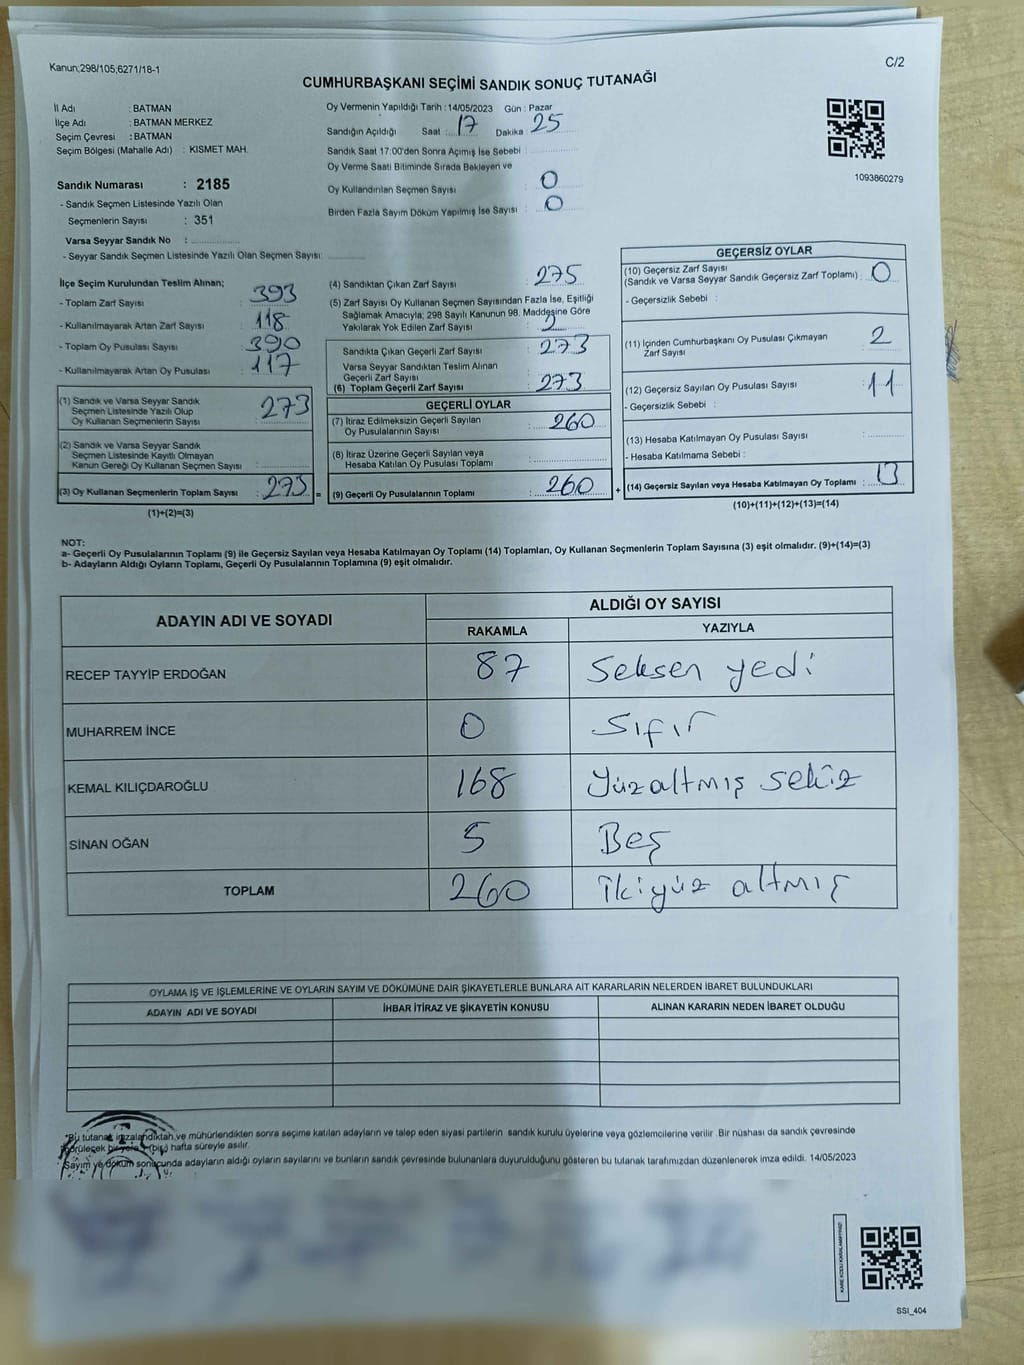 Kanun;298/105,6271/18-1
C/2
CUMHURBAŞKANI SEÇİMİ SANDIK SONUÇ TUTANAĞI
İl Adı : BATMAN
İlçe Adı : BATMAN MERKEZ
Seçim Çevresi : BATMAN
Seçim Bölgesi (Mahalle Adı) : KISMET MAH.
Sandık Numarası : 2185
- Sandık Seçmen Listesinde Yazılı Olan
Seçmenlerin Sayısı : 351
Varsa Seyyar Sandık No :
- Seyyar Sandık Seçmen Listesinde Yazılı Olan Seçmen Sayısı:
Oy Vermenin Yapıldığı Tarih : 14/05/2023 Gün : Pazar
Sandığın Açıldığı Saat : 17 Dakika : 25
Sandık Saat 17:00'den Sonra Açımış İse Sebebi :
Oy Verme Saati Bitiminde Sırada Bekleyen ve
Oy Kullandırılan Seçmen Sayısı : 0
Birden Fazla Sayım Döküm Yapılmış İse Sayısı : 0
1093860279
İlçe Seçim Kurulundan Teslim Alınan;
- Toplam Zarf Sayısı : 393
- Kullanılmayarak Artan Zarf Sayısı : 118
- Toplam Oy Pusulası Sayısı : 390
- Kullanılmayarak Artan Oy Pusulası : 117
(1) Sandık ve Varsa Seyyar Sandık
Seçmen Listesinde Yazılı Olup
Oy Kullanan Seçmenlerin Sayısı : 273
(2) Sandık ve Varsa Seyyar Sandık
Seçmen Listesinde Kayıtlı Olmayan
Kanun Gereği Oy Kullanan Seçmen Sayısı :
(3) Oy Kullanan Seçmenlerin Toplam Sayısı : 273 =
(1)+(2)=(3)
(4) Sandıktan Çıkan Zarf Sayısı : 275
(5) Zarf Sayısı Oy Kullanan Seçmen Sayısından Fazla İse, Eşitliği
Sağlamak Amacıyla; 298 Sayılı Kanunun 98. Maddesine Göre
Yakılarak Yok Edilen Zarf Sayısı : 2
Sandıkta Çıkan Geçerli Zarf Sayısı : 273
Varsa Seyyar Sandıktan Teslim Alınan
Geçerli Zarf Sayısı :
(6) Toplam Geçerli Zarf Sayısı : 273
GEÇERLİ OYLAR
(7) İtiraz Edilmeksizin Geçerli Sayılan
Oy Pusulalarının Sayısı : 260
(8) İtiraz Üzerine Geçerli Sayılan veya
Hesaba Katılan Oy Pusulası Toplamı :
(9) Geçerli Oy Pusulalarının Toplamı : 260 +
GEÇERSİZ OYLAR
(10) Geçersiz Zarf Sayısı
(Sandık ve Varsa Seyyar Sandık Geçersiz Zarf Toplamı) : 0
- Geçersizlik Sebebi :
(11) İçinden Cumhurbaşkanı Oy Pusulası Çıkmayan
Zarf Sayısı : 2
(12) Geçersiz Sayılan Oy Pusulası Sayısı : 11
- Geçersizlik Sebebi :
(13) Hesaba Katılmayan Oy Pusulası Sayısı :
- Hesaba Katılmama Sebebi :
(14) Geçersiz Sayılan veya Hesaba Katılmayan Oy Toplamı : 13
(10)+(11)+(12)+(13)=(14)
NOT:
a- Geçerli Oy Pusulalarının Toplamı (9) ile Geçersiz Sayılan veya Hesaba Katılmayan Oy Toplamı (14) Toplamları, Oy Kullanan Seçmenlerin Toplam Sayısına (3) eşit olmalıdır. (9)+(14)=(3)
b- Adayların Aldığı Oyların Toplamı, Geçerli Oy Pusulalarının Toplamına (9) eşit olmalıdır.
ADAYIN ADI VE SOYADI ALDIĞI OY SAYISI
RAKAMLA YAZIYLA
RECEP TAYYİP ERDOĞAN 87 Seksen yedi
MUHARREM İNCE 0 Sıfır
KEMAL KILIÇDAROĞLU 168 Yüzaltmış sekiz
SİNAN OĞAN 5 Beş
TOPLAM 260 İkiyüz altmış
OYLAMA İŞ VE İŞLEMLERİNE VE OYLARIN SAYIM VE DÖKÜMÜNE DAİR ŞİKAYETLERLE BUNLARA AİT KARARLARIN NELERDEN İBARET BULUNDUKLARI
ADAYIN ADI VE SOYADI İHBAR İTİRAZ VE ŞİKAYETİN KONUSU ALINAN KARARIN NEDEN İBARET OLDUĞU
*Bu tutanak imzalandıktan ve mühürlendikten sonra seçime katılan adayların ve talep eden siyasi partilerin sandık kurulu üyelerine veya gözlemcilerine verilir. Bir nüshası da sandık çevresinde
görülecek bir yere (bir) hafta süreyle asılır.
* Sayım ve döküm sonucunda adayların aldığı oyların sayılarını ve bunların sandık çevresinde bulunanlara duyurulduğunu gösteren bu tutanak tarafımızdan düzenlenerek imza edildi. 14/05/2023
SSI_404